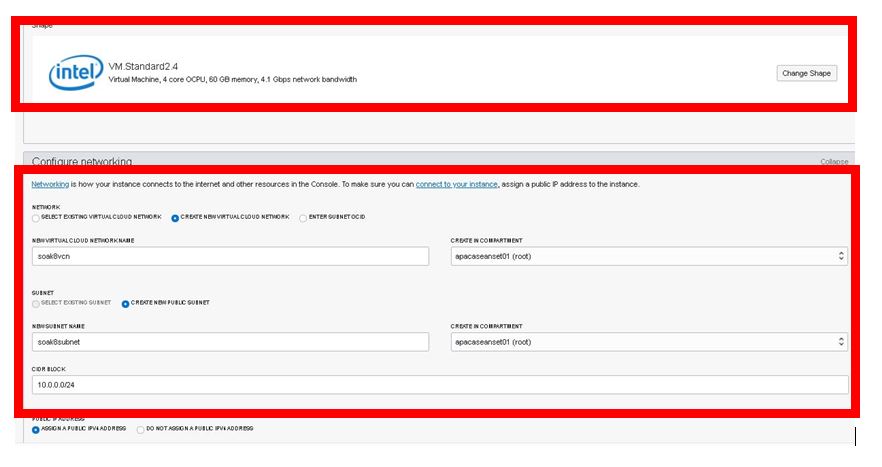 Shape
intel
VM.Standard2.4
Virtual Machine, 4 core OCPU, 60 GB memory, 4.1 Gbps network bandwidth
Change Shape
Configure networking
Collapse
Networking is how your instance connects to the internet and other resources in the Console. To make sure you can connect to your instance, assign a public IP address to the instance.
NETWORK
SELECT EXISTING VIRTUAL CLOUD NETWORK CREATE NEW VIRTUAL CLOUD NETWORK ENTER SUBNET OCID
NEW VIRTUAL CLOUD NETWORK NAME CREATE IN COMPARTMENT
soak8vcn apacaseanset01 (root)
SUBNET
SELECT EXISTING SUBNET CREATE NEW PUBLIC SUBNET
NEW SUBNET NAME CREATE IN COMPARTMENT
soak8subnet apacaseanset01 (root)
CIDR BLOCK
10.0.0.0/24
PUBLIC IP ADDRESS
ASSIGN A PUBLIC IPV4 ADDRESS DO NOT ASSIGN A PUBLIC IPV4 ADDRESS